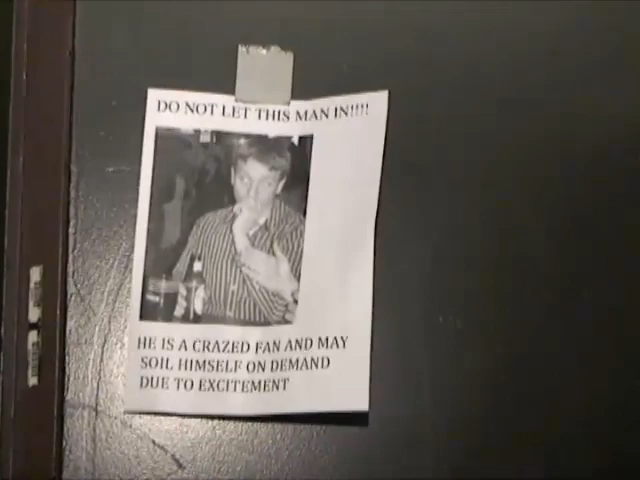 DO NOT LET THIS MAN IN!!!!
HE IS A CRAZED FAN AND MAY
SOIL HIMSELF ON DEMAND
DUE TO EXCITEMENT